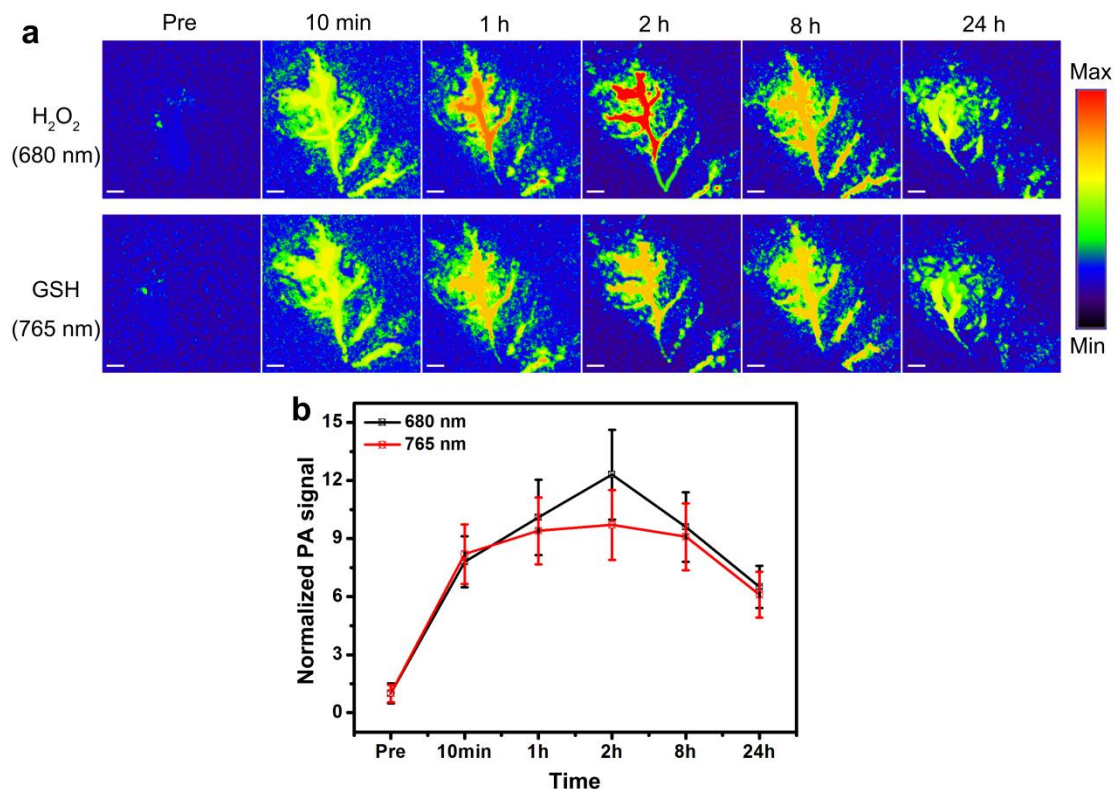 a
Pre 10 min 1 h 2 h 8 h 24 h
H₂O₂
(680 nm)
GSH
(765 nm)
Max
Min
b
680 nm
765 nm
Normalized PA signal
15
12
9
6
3
0
Pre 10min 1h 2h 8h 24h
Time